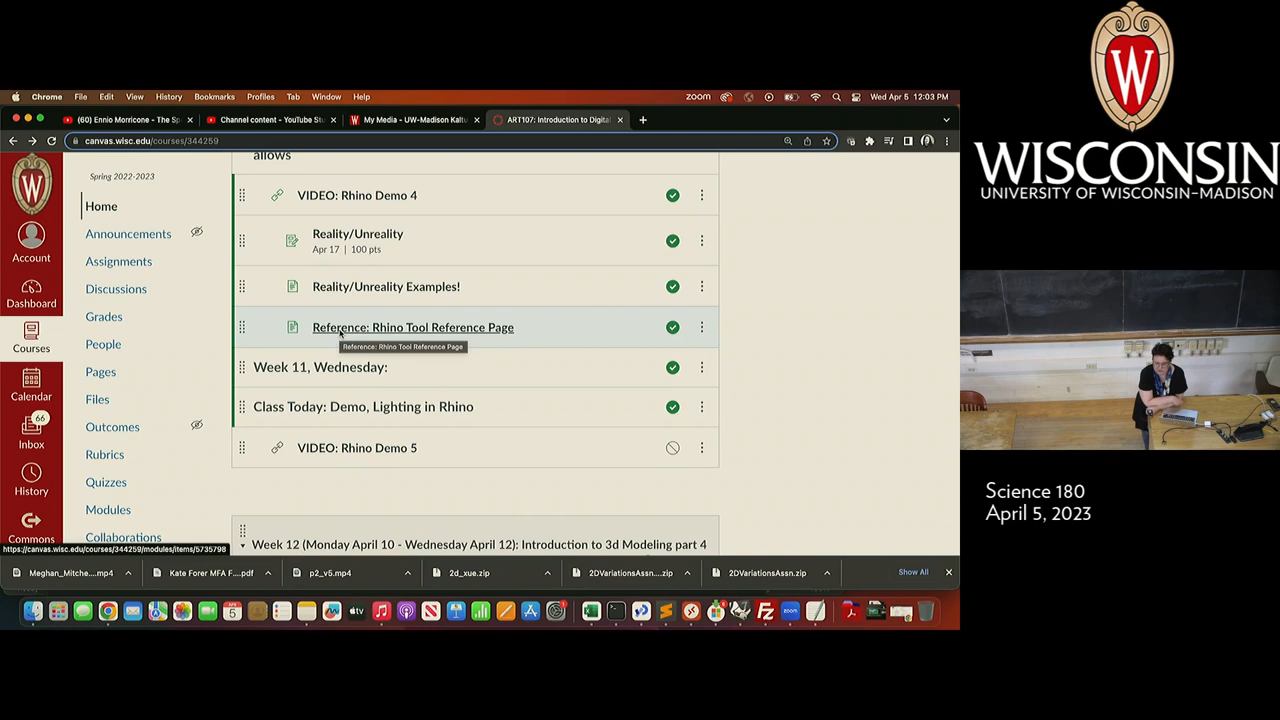 Chrome File Edit View History Bookmarks Profiles Tab Window Help
zoom Wed Apr 5 12:03 PM
(60) Ennio Morricone - The Sp
Channel content - YouTube Stu
My Media - UW-Madison Kaltu
ART107: Introduction to Digital
canvas.wisc.edu/courses/344259
Spring 2022-2023
Account
Dashboard
Courses
Calendar
66
Inbox
History
Commons
Home
Announcements
Assignments
Discussions
Grades
People
Pages
Files
Outcomes
Rubrics
Quizzes
Modules
Collaborations
allows
VIDEO: Rhino Demo 4
Reality/Unreality
Apr 17 | 100 pts
Reality/Unreality Examples!
Reference: Rhino Tool Reference Page
Reference: Rhino Tool Reference Page
Week 11, Wednesday:
Class Today: Demo, Lighting in Rhino
VIDEO: Rhino Demo 5
Week 12 (Monday April 10 - Wednesday April 12): Introduction to 3d Modeling part 4
https://canvas.wisc.edu/courses/344259/modules/items/5735798
Meghan_Mitche....mp4
Kate Forer MFA F....pdf
p2_v5.mp4
2d_xue.zip
2DVariationsAssn....zip
2DVariationsAssn.zip
Show All
W
WISCONSIN
UNIVERSITY OF WISCONSIN–MADISON
Science 180
April 5, 2023